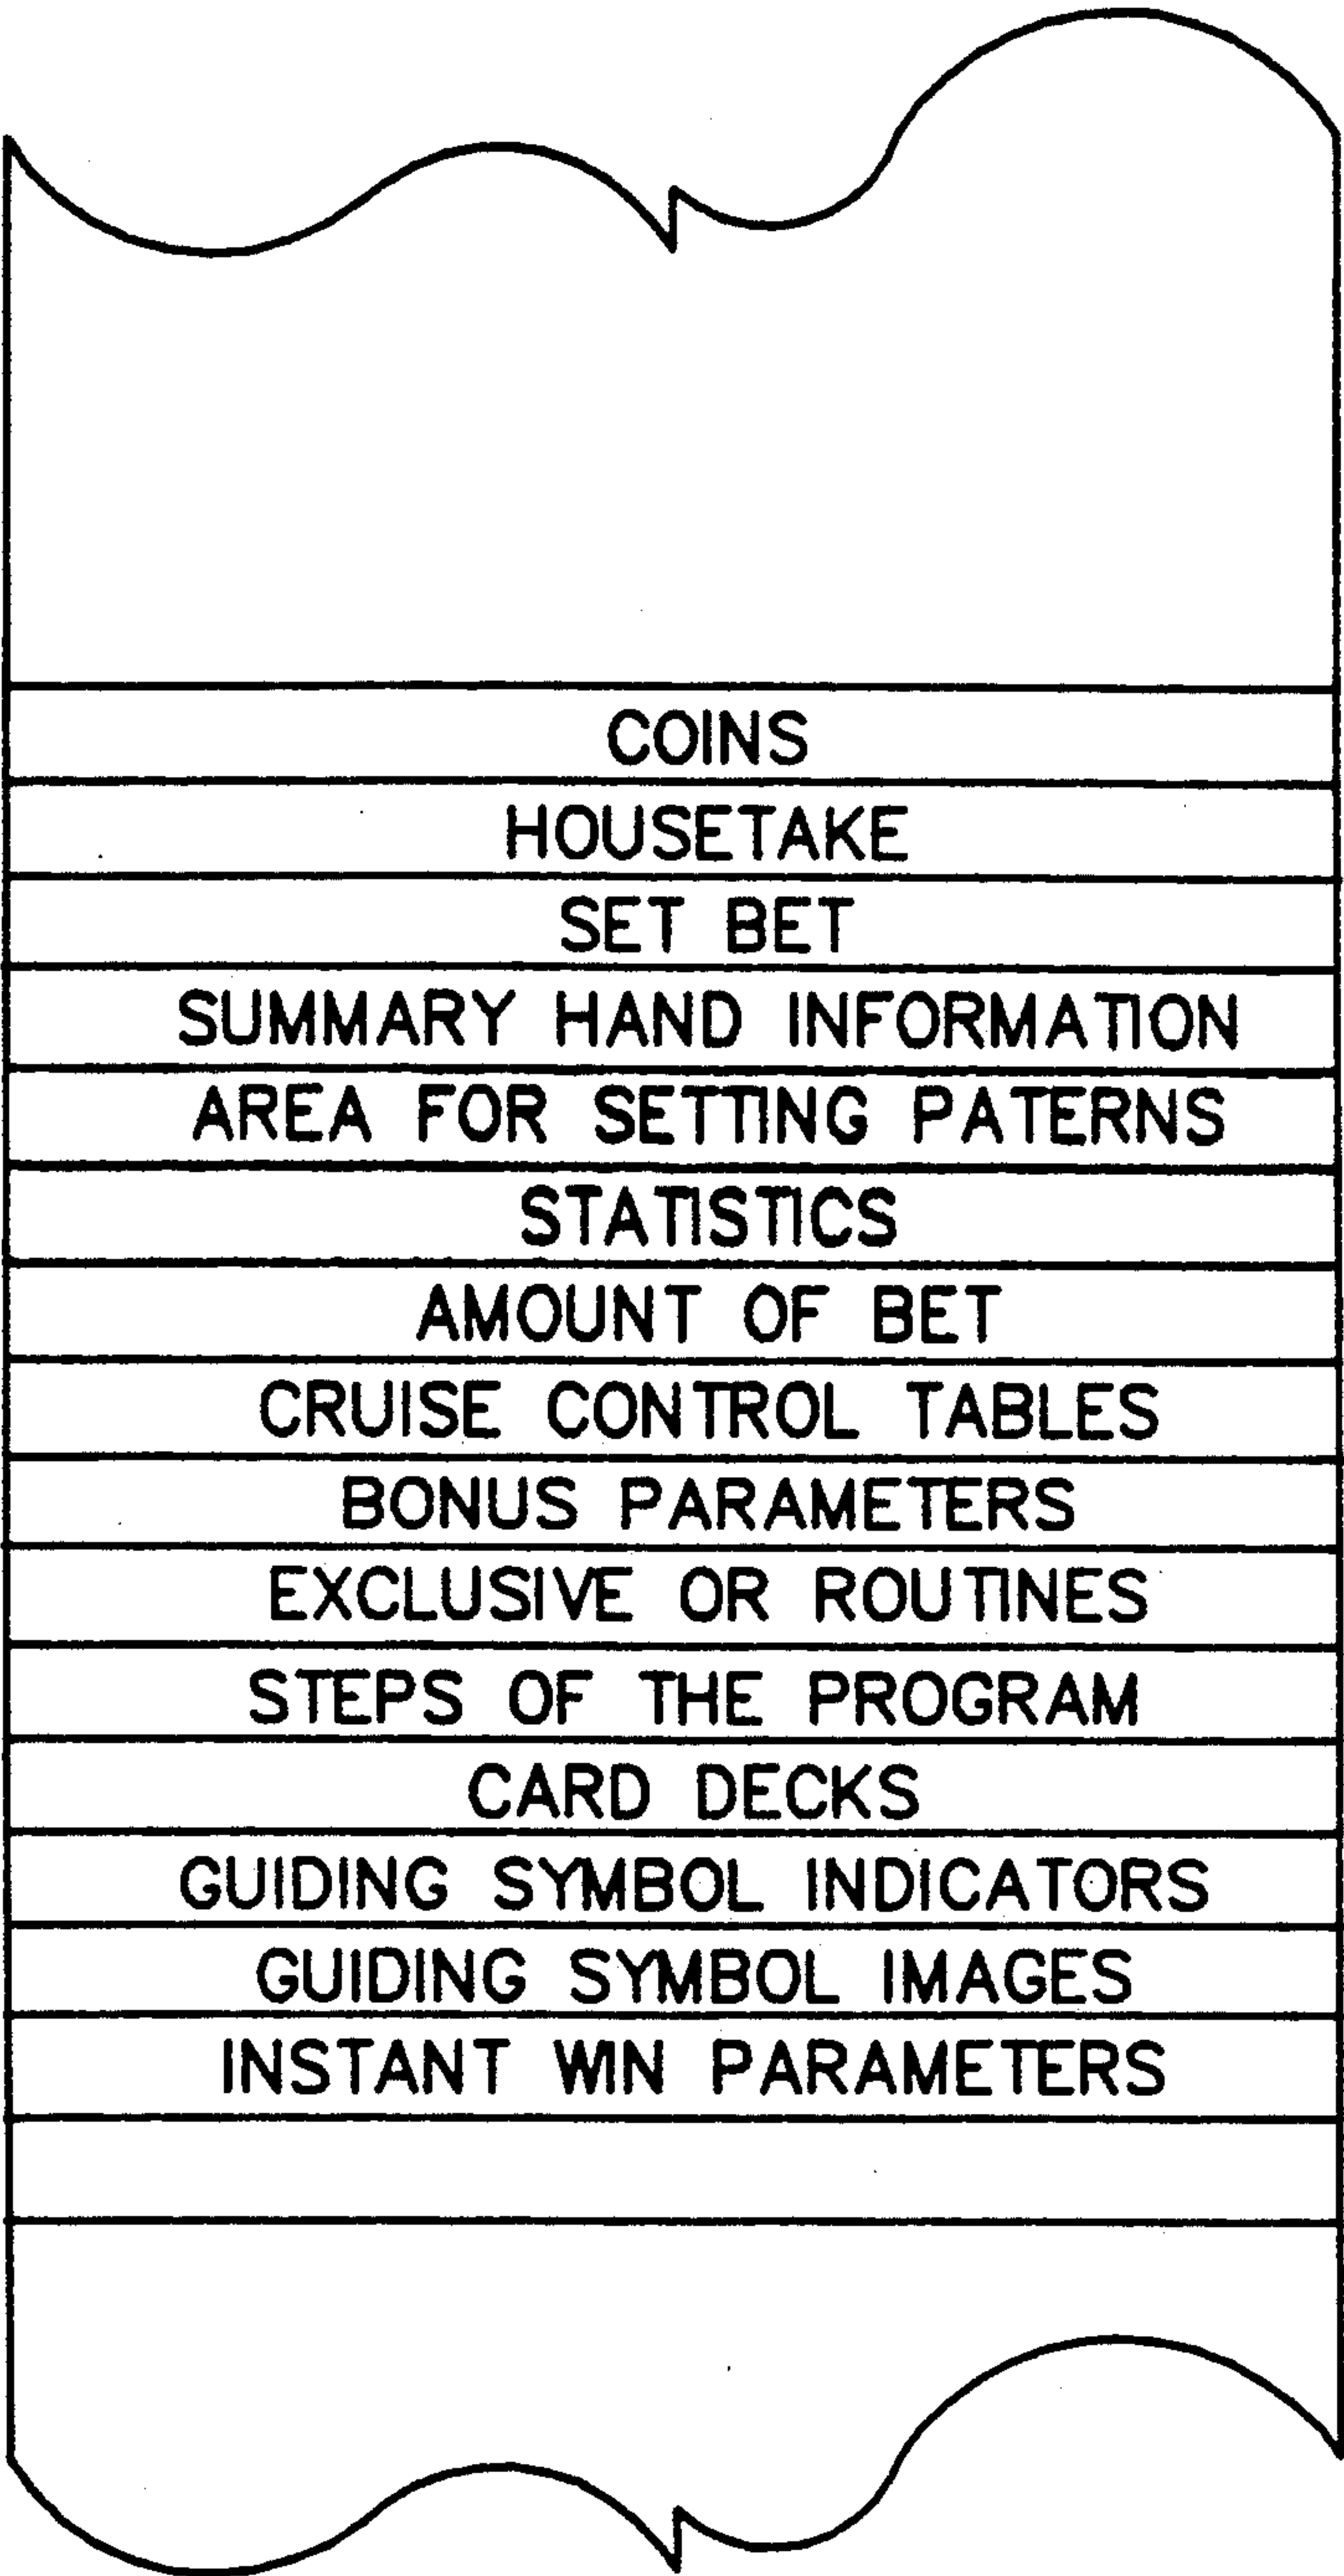 COINS
HOUSETAKE
SET BET
SUMMARY HAND INFORMATION
AREA FOR SETTING PATERNS
STATISTICS
AMOUNT OF BET
CRUISE CONTROL TABLES
BONUS PARAMETERS
EXCLUSIVE OR ROUTINES
STEPS OF THE PROGRAM
CARD DECKS
GUIDING SYMBOL INDICATORS
GUIDING SYMBOL IMAGES
INSTANT WIN PARAMETERS